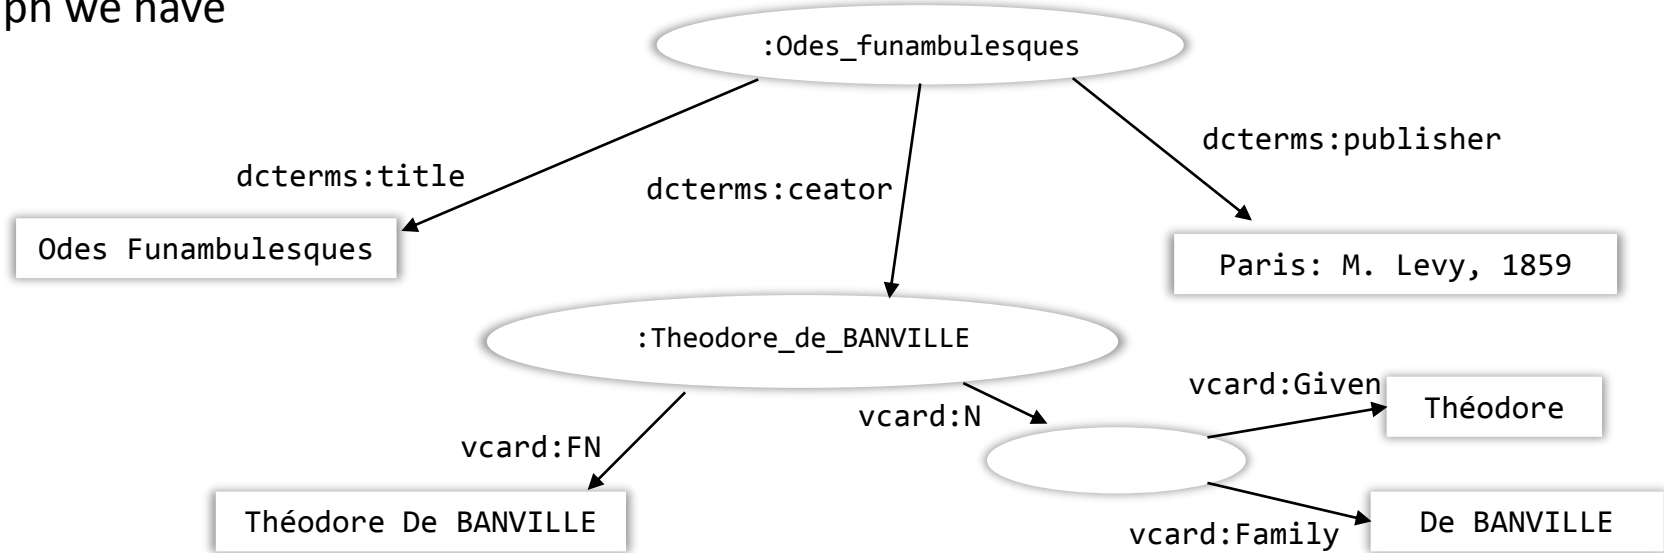 ph we have
:Odes_funambulesques
dcterms:publisher
dcterms:title
dcterms:ceator
Odes Funambulesques
Paris: M. Levy, 1859
:Theodore_de_BANVILLE
vcard:Given
Théodore
vcard:N
vcard:FN
Théodore De BANVILLE
De BANVILLE
vcard:Family